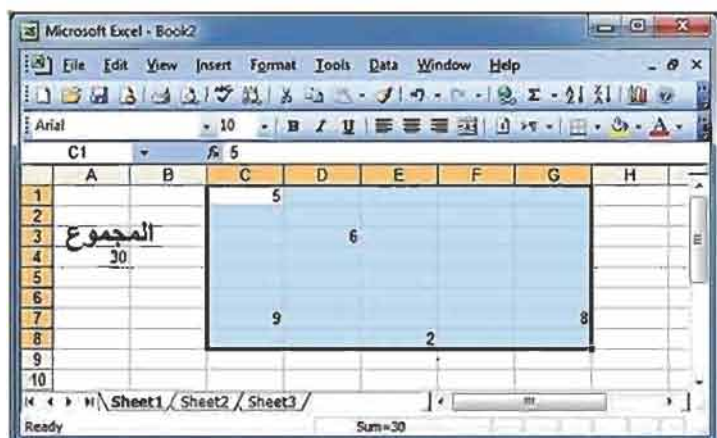 Microsoft Excel - Book2
File Edit View Insert Format Tools Data Window Help
Arial 10 B I U
C1 fx 5
A B C D E F G H
1 5
2
3 المجموع 6
4 30
5
6
7 9 8
8 2
9
10
Sheet1 Sheet2 Sheet3
Ready Sum=30